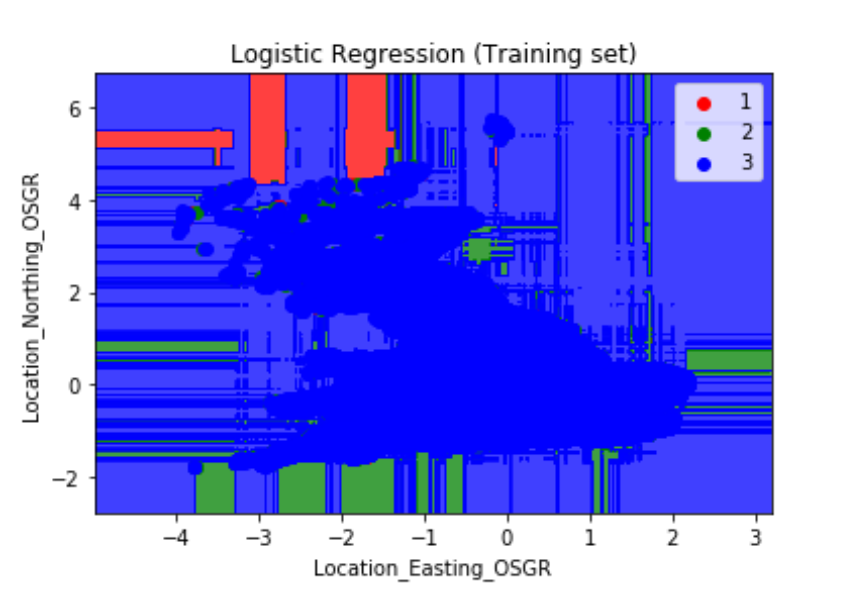 Logistic Regression (Training set)
6
4
2
0
−2
Location_Northing_OSGR
1
2
3
−4 −3 −2 −1 0 1 2 3
Location_Easting_OSGR